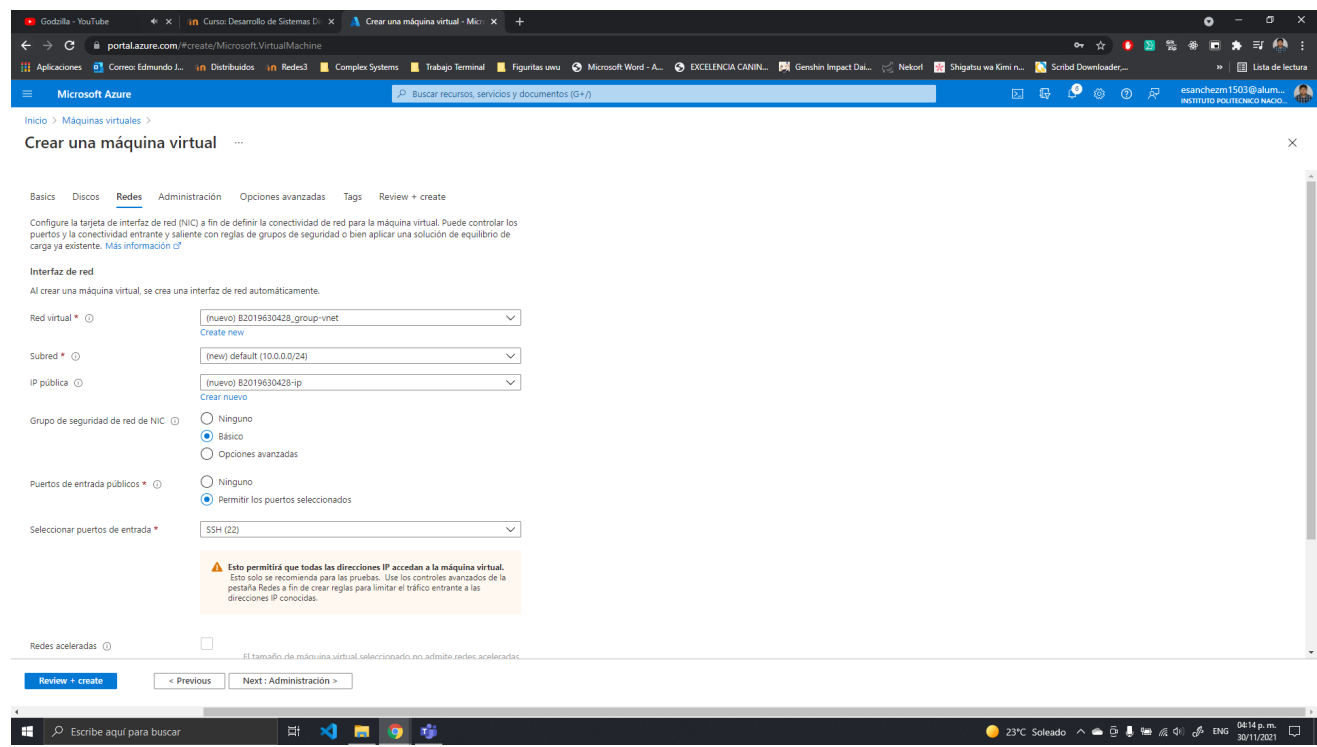 Godzilla - YouTube
Curso: Desarrollo de Sistemas Di
Crear una máquina virtual - Micr
portal.azure.com/#create/Microsoft.VirtualMachine
Aplicaciones
Correo: Edmundo J...
Distribuidos
Redes3
Complex Systems
Trabajo Terminal
Figuritas uwu
Microsoft Word - A...
EXCELENCIA CANIN...
Genshin Impact Dai...
Nekorl
Shigatsu wa Kimi n...
Scribd Downloader,...
»
Lista de lectura
Microsoft Azure
Buscar recursos, servicios y documentos (G+/)
6
esanchezm1503@alum...
INSTITUTO POLITECNICO NACIO...
Inicio > Máquinas virtuales >
Crear una máquina virtual ...
Basics Discos Redes Administración Opciones avanzadas Tags Review + create
Configure la tarjeta de interfaz de red (NIC) a fin de definir la conectividad de red para la máquina virtual. Puede controlar los
puertos y la conectividad entrante y saliente con reglas de grupos de seguridad o bien aplicar una solución de equilibrio de
carga ya existente. Más información
Interfaz de red
Al crear una máquina virtual, se crea una interfaz de red automáticamente.
Red virtual *
(nuevo) B2019630428_group-vnet
Create new
Subred *
(new) default (10.0.0.0/24)
IP pública
(nuevo) B2019630428-ip
Crear nuevo
Grupo de seguridad de red de NIC
Ninguno
Básico
Opciones avanzadas
Puertos de entrada públicos *
Ninguno
Permitir los puertos seleccionados
Seleccionar puertos de entrada *
SSH (22)
Esto permitirá que todas las direcciones IP accedan a la máquina virtual.
Esto solo se recomienda para las pruebas. Use los controles avanzados de la
pestaña Redes a fin de crear reglas para limitar el tráfico entrante a las
direcciones IP conocidas.
Redes aceleradas
El tamaño de máquina virtual seleccionado no admite redes aceleradas.
Review + create
< Previous
Next : Administración >
Escribe aquí para buscar
23°C Soleado
ENG
04:14 p. m.
30/11/2021